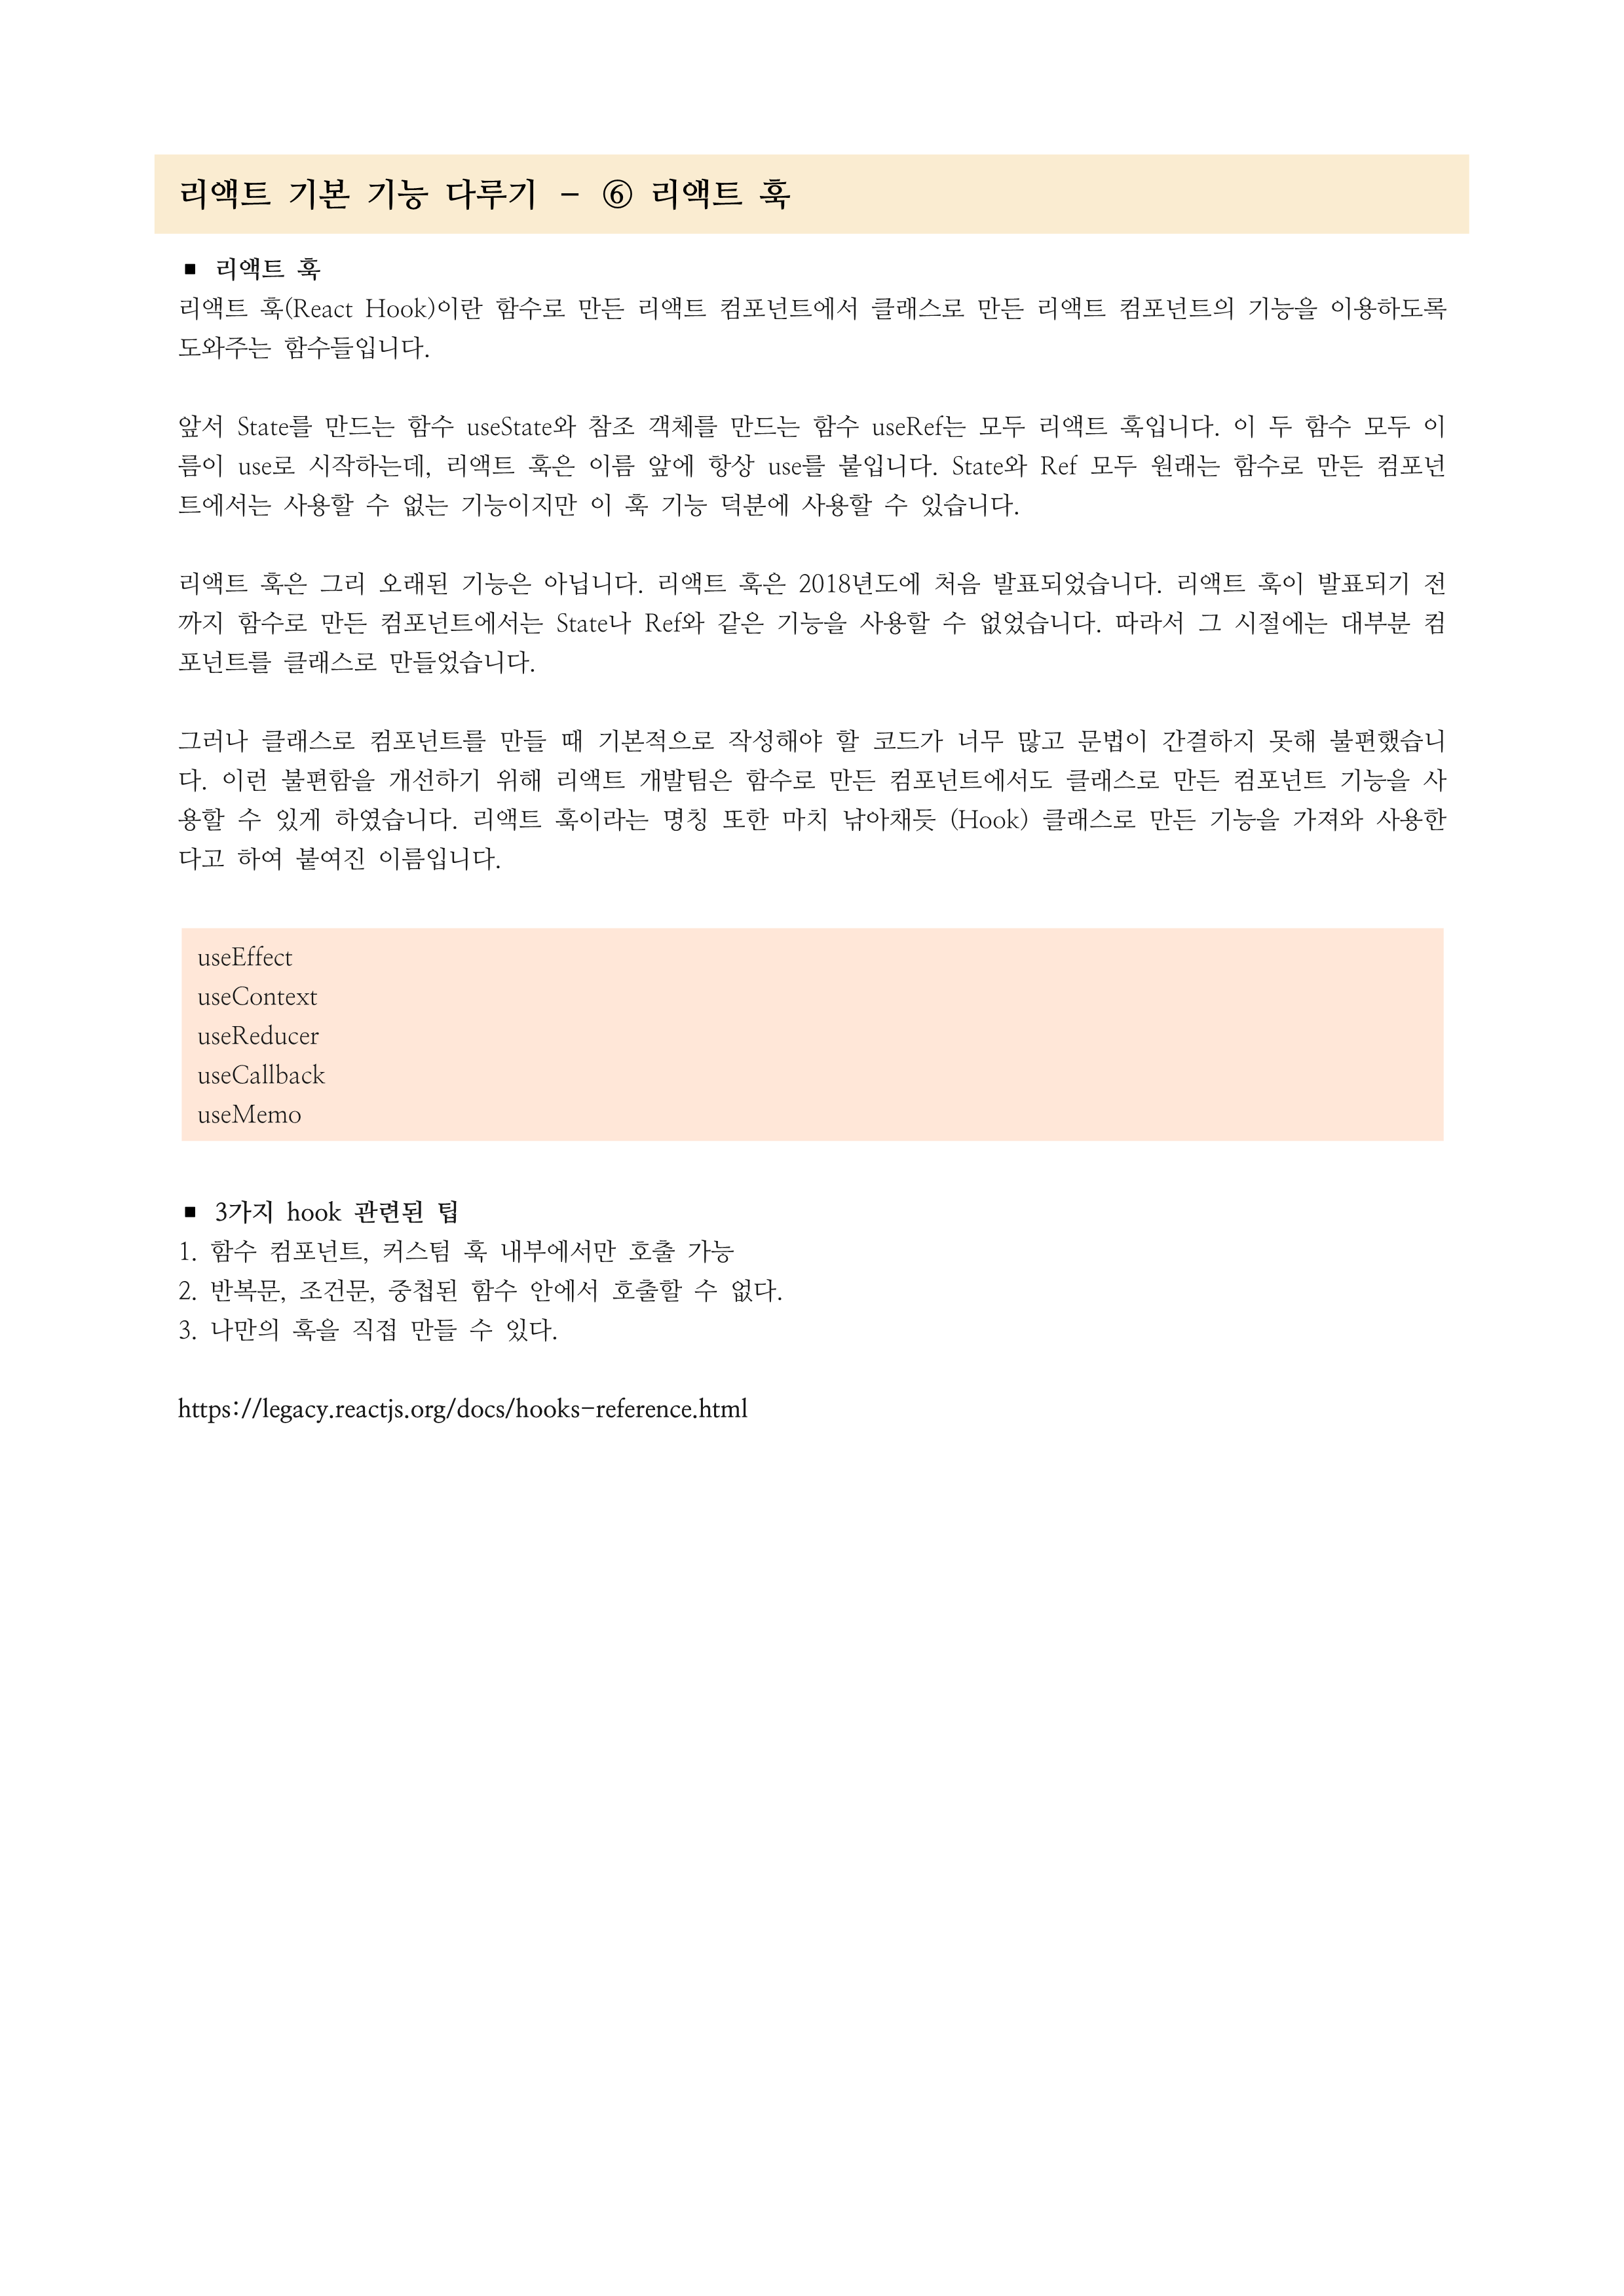 리액트 기본 기능 다루기 - ⑥ 리액트 훅
■ 리액트 훅
리액트 훅(React Hook)이란 함수로 만든 리액트 컴포넌트에서 클래스로 만든 리액트 컴포넌트의 기능을 이용하도록
도와주는 함수들입니다.
앞서 State를 만드는 함수 useState와 참조 객체를 만드는 함수 useRef는 모두 리액트 훅입니다. 이 두 함수 모두 이
름이 use로 시작하는데, 리액트 훅은 이름 앞에 항상 use를 붙입니다. State와 Ref 모두 원래는 함수로 만든 컴포넌
트에서는 사용할 수 없는 기능이지만 이 훅 기능 덕분에 사용할 수 있습니다.
리액트 훅은 그리 오래된 기능은 아닙니다. 리액트 훅은 2018년도에 처음 발표되었습니다. 리액트 훅이 발표되기 전
까지 함수로 만든 컴포넌트에서는 State나 Ref와 같은 기능을 사용할 수 없었습니다. 따라서 그 시절에는 대부분 컴
포넌트를 클래스로 만들었습니다.
그러나 클래스로 컴포넌트를 만들 때 기본적으로 작성해야 할 코드가 너무 많고 문법이 간결하지 못해 불편했습니
다. 이런 불편함을 개선하기 위해 리액트 개발팀은 함수로 만든 컴포넌트에서도 클래스로 만든 컴포넌트 기능을 사
용할 수 있게 하였습니다. 리액트 훅이라는 명칭 또한 마치 낚아채듯 (Hook) 클래스로 만든 기능을 가져와 사용한
다고 하여 붙여진 이름입니다.
useEffect
useContext
useReducer
useCallback
useMemo
■ 3가지 hook 관련된 팁
1. 함수 컴포넌트, 커스텀 훅 내부에서만 호출 가능
2. 반복문, 조건문, 중첩된 함수 안에서 호출할 수 없다.
3. 나만의 훅을 직접 만들 수 있다.
https://legacy.reactjs.org/docs/hooks-reference.html